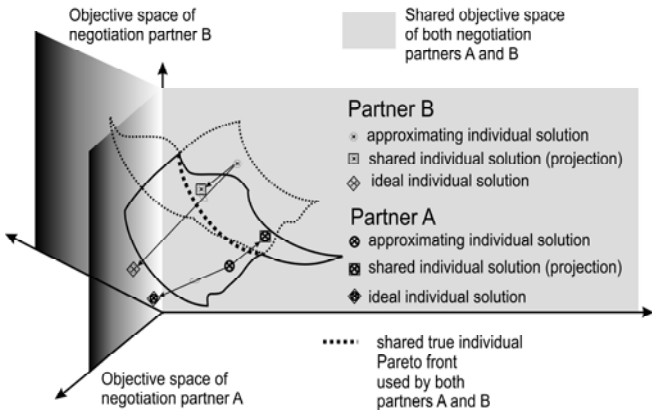 Objective space of
negotiation partner B
Shared objective space
of both negotiation
partners A and B
Partner B
approximating individual solution
shared individual solution (projection)
ideal individual solution
Partner A
approximating individual solution
shared individual solution (projection)
ideal individual solution
shared true individual
Pareto front
used by both
partners A and B
Objective space of
negotiation partner A